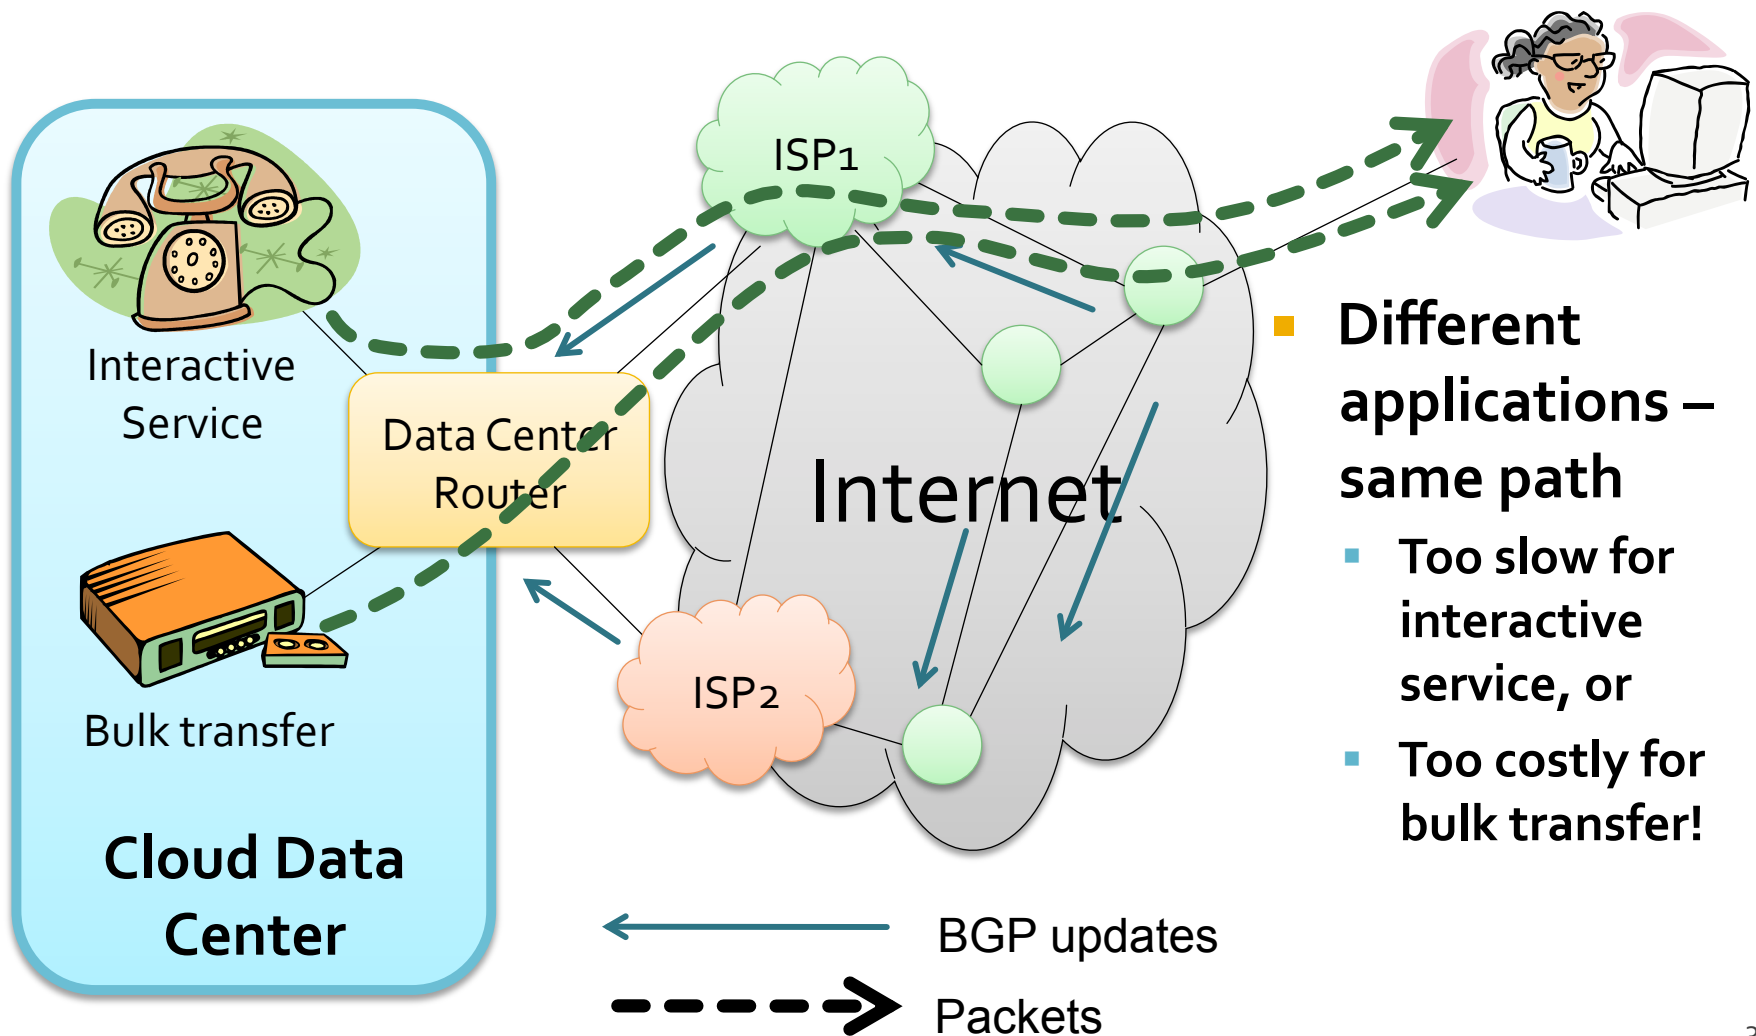 ISP1
Interactive
Service
Data Center
Router
Internet
ISP2
Bulk transfer
Cloud Data
Center
Different
applications –
same path
Too slow for
interactive
service, or
Too costly for
bulk transfer!
BGP updates
Packets